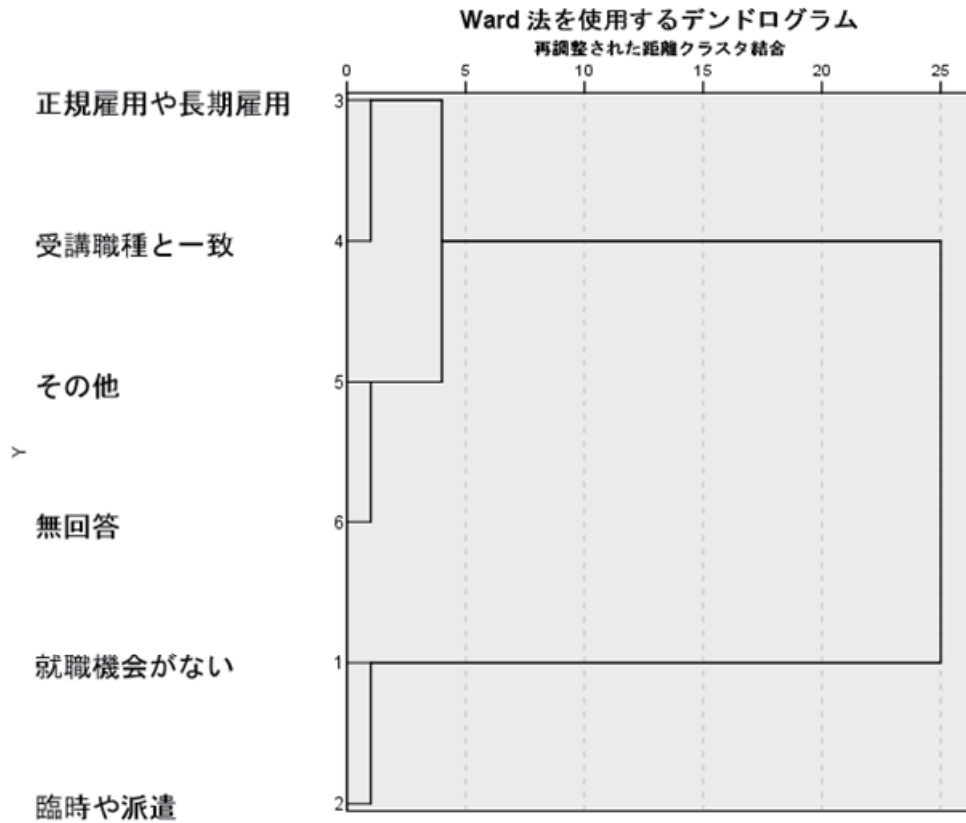 Ward 法を使用するデンドログラム
再調整された距離クラスタ結合
0 5 10 15 20 25
正規雇用や長期雇用 3
受講職種と一致 4
その他 5
Y
無回答 6
就職機会がない 1
臨時や派遣 2